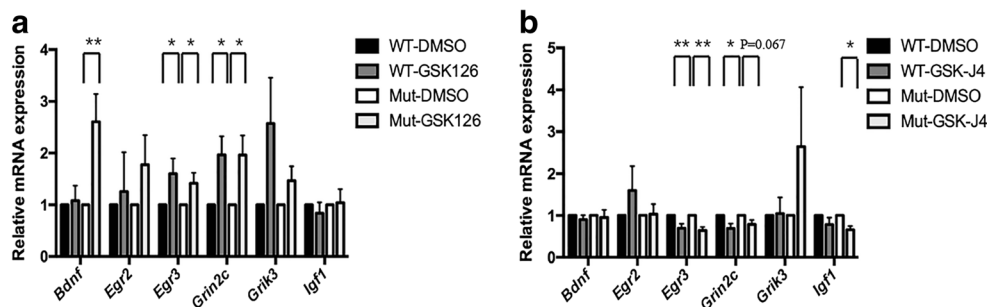 a
Relative mRNA expression
4
3
2
1
0
** * * * *
Bdnf
Egr2
Egr3
Grin2c
Grik3
Igf1
WT-DMSO
WT-GSK126
Mut-DMSO
Mut-GSK126
b
Relative mRNA expression
5
4
3
2
1
0
** ** * P=0.067 *
Bdnf
Egr2
Egr3
Grin2c
Grik3
Igf1
WT-DMSO
WT-GSK-J4
Mut-DMSO
Mut-GSK-J4